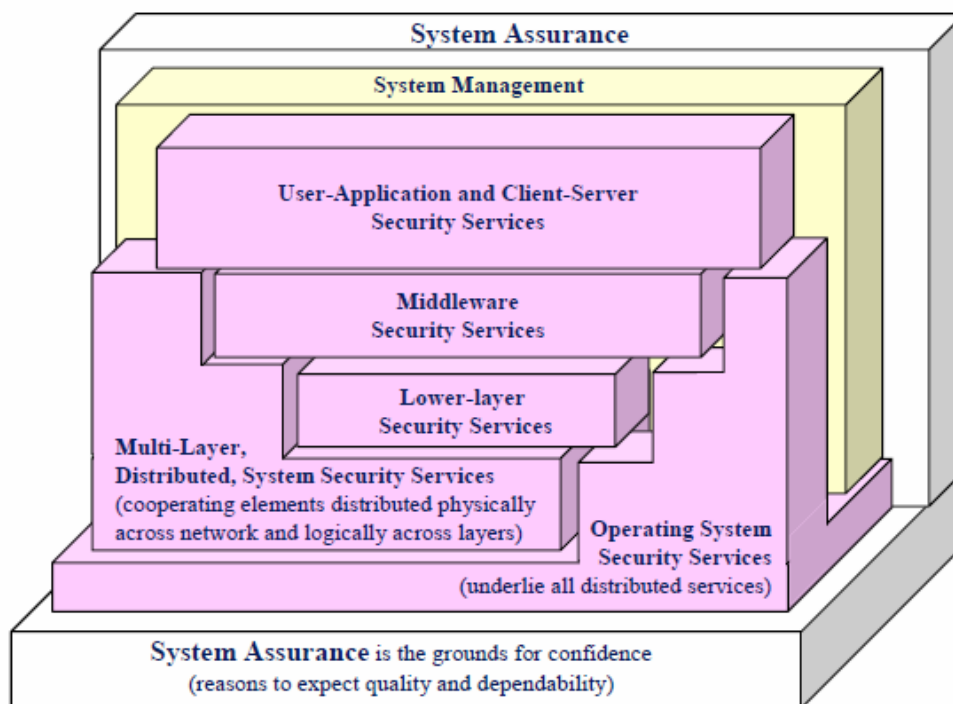 System Assurance
System Management
User-Application and Client-Server
Security Services
Middleware
Security Services
Lower-layer
Security Services
Multi-Layer,
Distributed, System Security Services
(cooperating elements distributed physically
across network and logically across layers)
Operating System
Security Services
(underlie all distributed services)
System Assurance is the grounds for confidence
(reasons to expect quality and dependability)